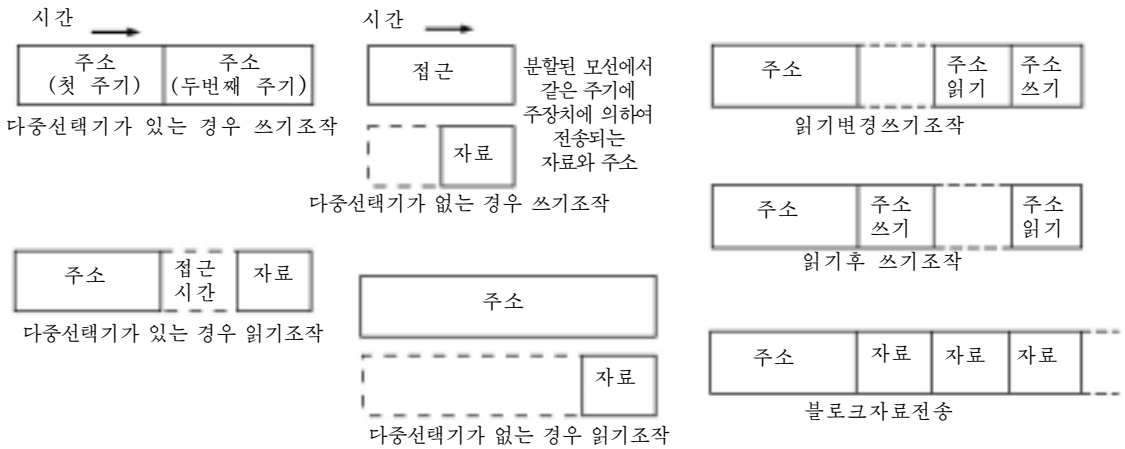 시간
주소
(첫 주기)
주소
(두번째 주기)
다중선택기가 있는 경우 쓰기조작
주소
접근
시간
자료
다중선택기가 있는 경우 읽기조작
시간
접근
분할된 모선에서
같은 주기에
주장치에 의하여
전송되는
자료와 주소
자료
다중선택기가 없는 경우 쓰기조작
주소
자료
다중선택기가 없는 경우 읽기조작
주소
주소
읽기
주소
쓰기
읽기변경쓰기조작
주소
주소
쓰기
주소
읽기
읽기후 쓰기조작
주소
자료
자료
자료
블로크자료전송